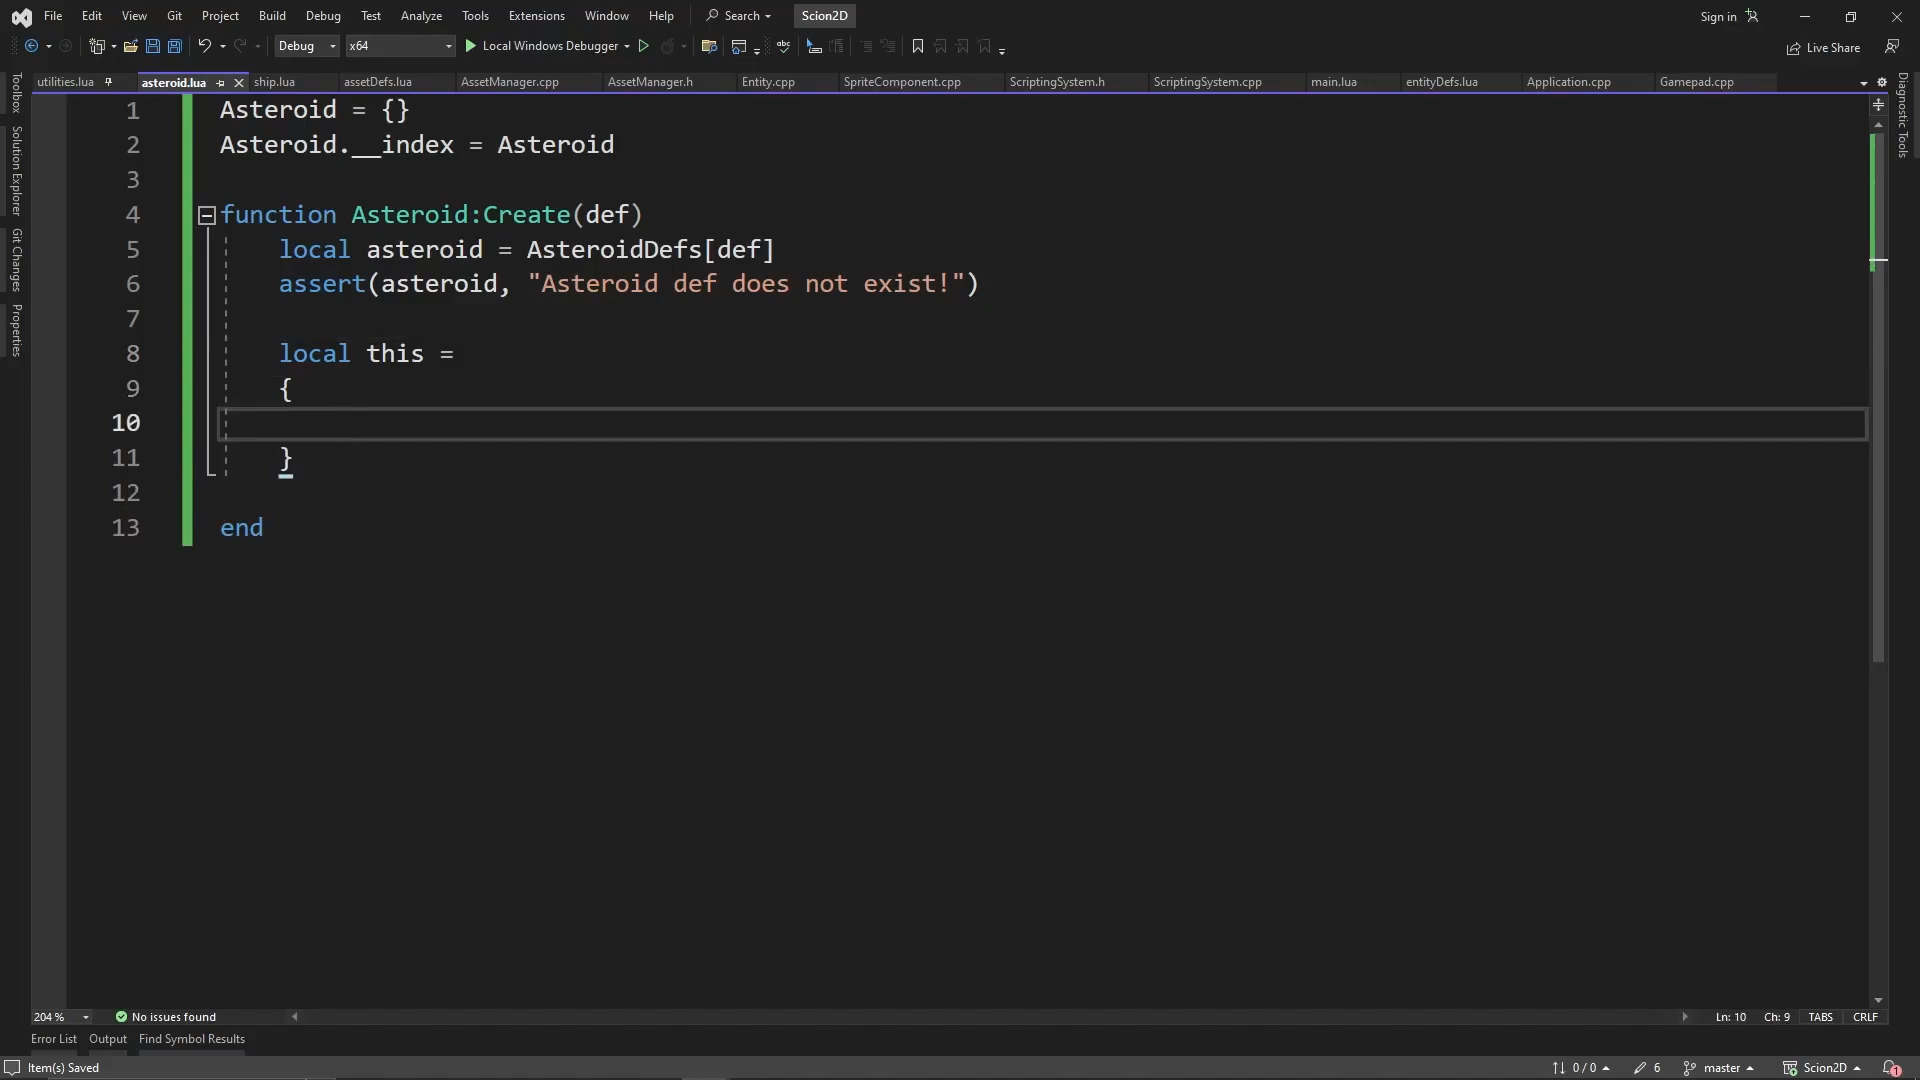 File Edit View Git Project Build Debug Test Analyze Tools Extensions Window Help Search Scion2D Sign in
Debug x64 Local Windows Debugger Live Share
utilities.lua asteroid.lua ship.lua assetDefs.lua AssetManager.cpp AssetManager.h Entity.cpp SpriteComponent.cpp ScriptingSystem.h ScriptingSystem.cpp main.lua entityDefs.lua Application.cpp Gamepad.cpp
Toolbox
Solution Explorer
Git Changes
Properties
Diagnostic Tools
1 Asteroid = {}
2 Asteroid.__index = Asteroid
3
4 function Asteroid:Create(def)
5 local asteroid = AsteroidDefs[def]
6 assert(asteroid, "Asteroid def does not exist!")
7
8 local this =
9 {
10
11 }
12
13 end
204 % No issues found Ln: 10 Ch: 9 TABS CRLF
Error List Output Find Symbol Results
Item(s) Saved 0 / 0 6 master Scion2D 1